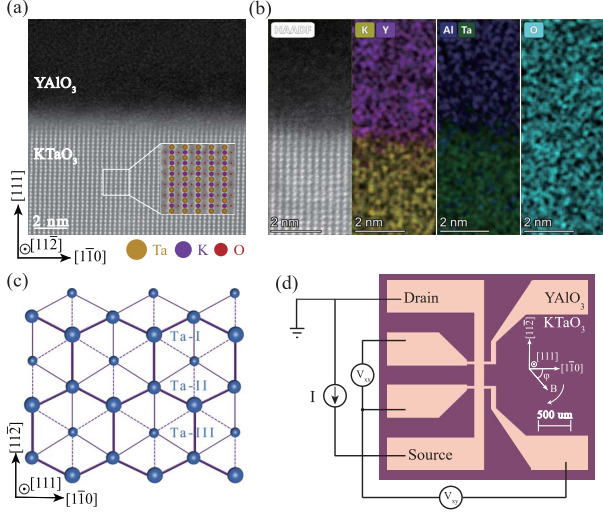 (a)
YAlO₃
KTaO₃
2 nm
[111]
[112̅]
[11̅0]
Ta
K
O
(b)
HAADF
K Y
Al Ta
O
2 nm
2 nm
2 nm
2 nm
(c)
Ta-I
Ta-II
Ta-III
[112̅]
[111]
[11̅0]
(d)
Drain
YAlO₃
KTaO₃
[112̅]
[111]
[11̅0]
φ
B
500 um
Vxx
I
Source
Vxy